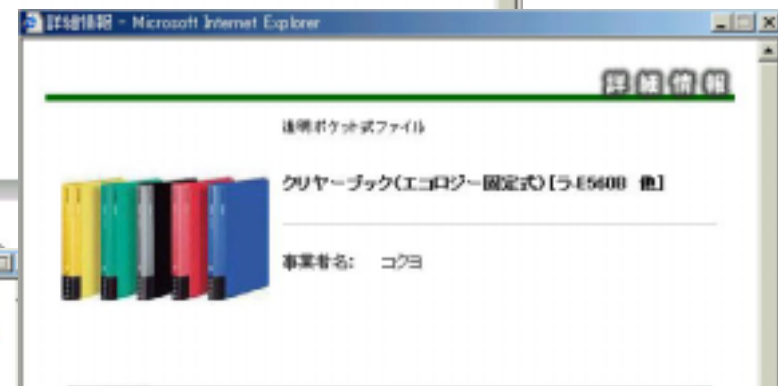 詳細情報 - Microsoft Internet Explorer
詳細情報
透明ポケット式ファイル
クリヤーブック(エコロジー固定式)[ラ-E560B 他]
事業者名: コクヨ